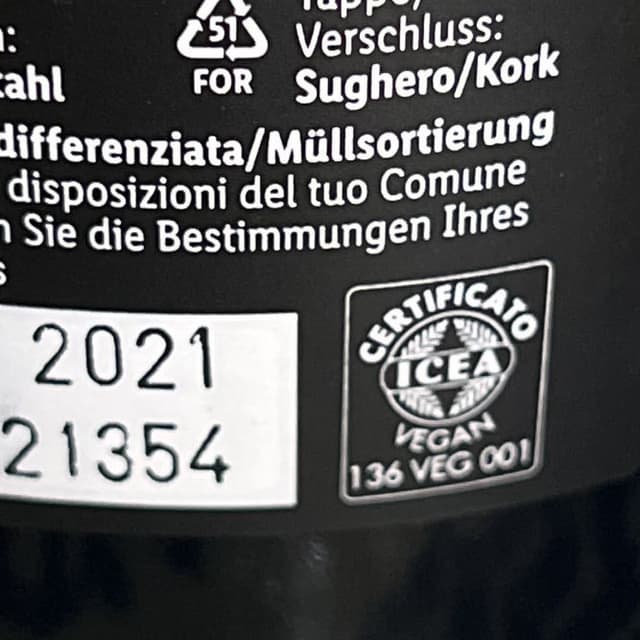 51
FOR
Verschluss:
Sughero/Kork
differenziata/Müllsortierung
disposizioni del tuo Comune
Sie die Bestimmungen Ihres
2021
21354
CERTIFICATO
ICEA
VEGAN
136 VEG 001